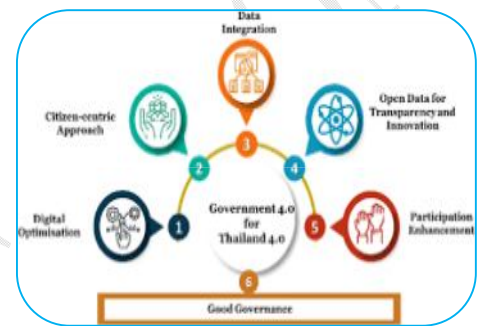 Data
Integration
Citizen-centric
Approach
Open Data for
Transparency and
Innovation
3
2
4
Digital
Optimisation
1
Government 4.0
for
Thailand 4.0
5
Participation
Enhancement
6
Good Governance